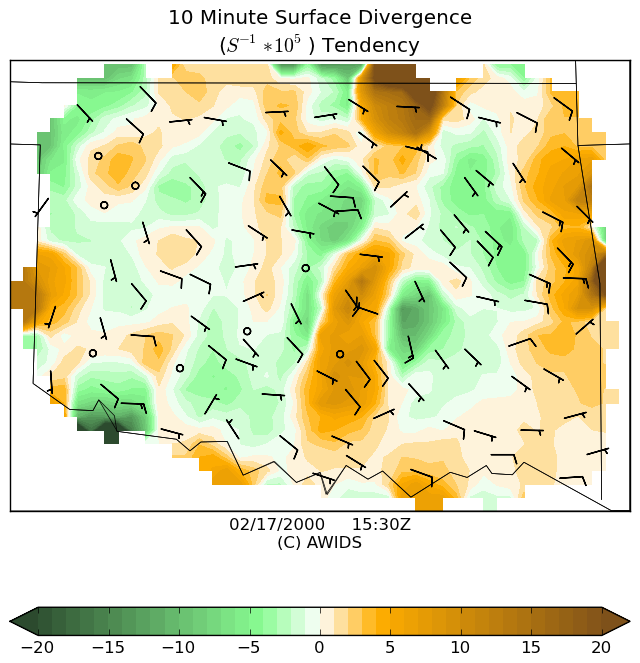 10 Minute Surface Divergence
(S⁻¹ *10⁵ ) Tendency
02/17/2000 15:30Z
(C) AWIDS
−20 −15 −10 −5 0 5 10 15 20